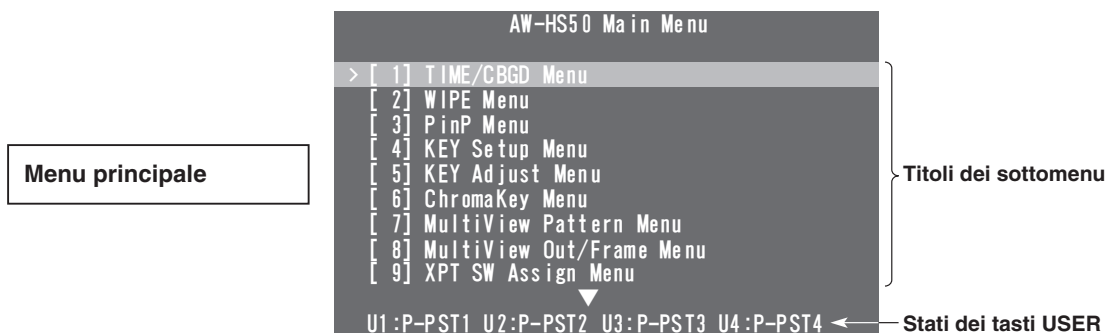 AW-HS50 Main Menu
> [ 1] TIME/CBGD Menu
[ 2] WIPE Menu
[ 3] PinP Menu
[ 4] KEY Setup Menu
[ 5] KEY Adjust Menu
[ 6] ChromaKey Menu
[ 7] MultiView Pattern Menu
[ 8] MultiView Out/Frame Menu
[ 9] XPT SW Assign Menu
U1:P-PST1 U2:P-PST2 U3:P-PST3 U4:P-PST4
Menu principale
Titoli dei sottomenu
Stati dei tasti USER